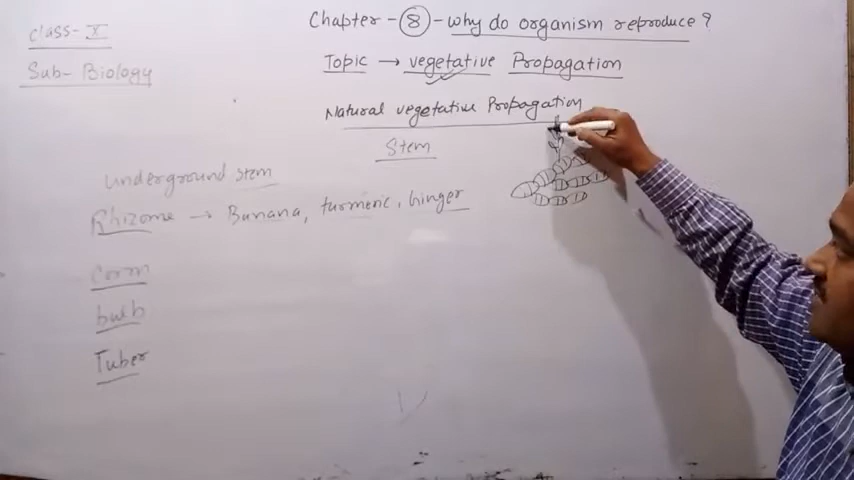 Chapter - 8 - why do organism reproduce ?
class - X
Topic → vegetative Propagation
Sub - Biology
Natural vegetative Propagation
Stem
underground stem
Rhizome → Banana, turmeric, Ginger
Corm
bulb
Tuber